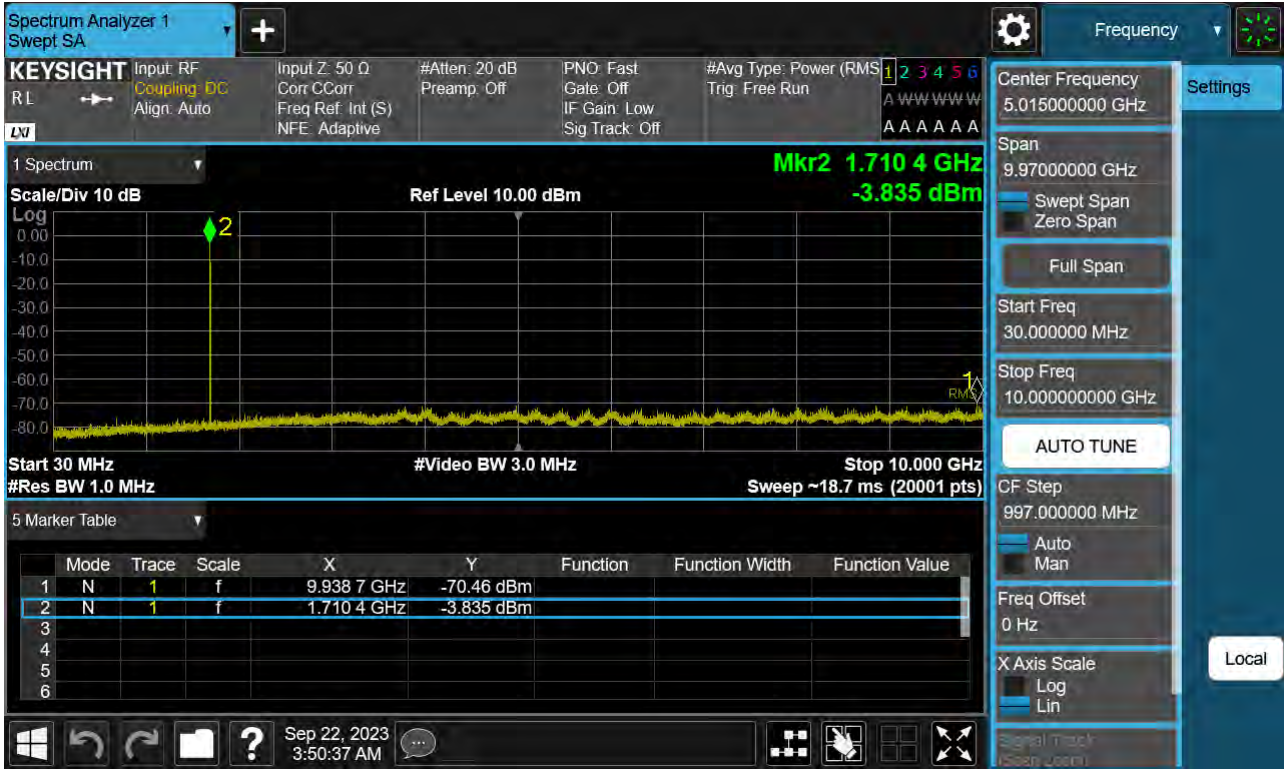 Spectrum Analyzer 1
Swept SA
+
Frequency
KEYSIGHT
RL
LXI
Input: RF
Coupling: DC
Align: Auto
Input Z: 50 Ω
Corr CCorr
Freq Ref: Int (S)
NFE: Adaptive
#Atten: 20 dB
Preamp: Off
PNO: Fast
Gate: Off
IF Gain: Low
Sig Track: Off
#Avg Type: Power (RMS
Trig: Free Run
1 2 3 4 5 6
A W W W W W
A A A A A A
1 Spectrum
Scale/Div 10 dB
Ref Level 10.00 dBm
Mkr2 1.710 4 GHz
-3.835 dBm
Log
0.00
-10.0
-20.0
-30.0
-40.0
-50.0
-60.0
-70.0
-80.0
2
1
RMS
Start 30 MHz
#Video BW 3.0 MHz
Stop 10.000 GHz
#Res BW 1.0 MHz
Sweep ~18.7 ms (20001 pts)
5 Marker Table
Mode Trace Scale X Y Function Function Width Function Value
1 N 1 f 9.938 7 GHz -70.46 dBm
2 N 1 f 1.710 4 GHz -3.835 dBm
3
4
5
6
Center Frequency
5.015000000 GHz
Span
9.97000000 GHz
Swept Span
Zero Span
Full Span
Start Freq
30.000000 MHz
Stop Freq
10.000000000 GHz
AUTO TUNE
CF Step
997.000000 MHz
Auto
Man
Freq Offset
0 Hz
X Axis Scale
Log
Lin
Signal Track
(Span Zoom)
Settings
Local
?
Sep 22, 2023
3:50:37 AM